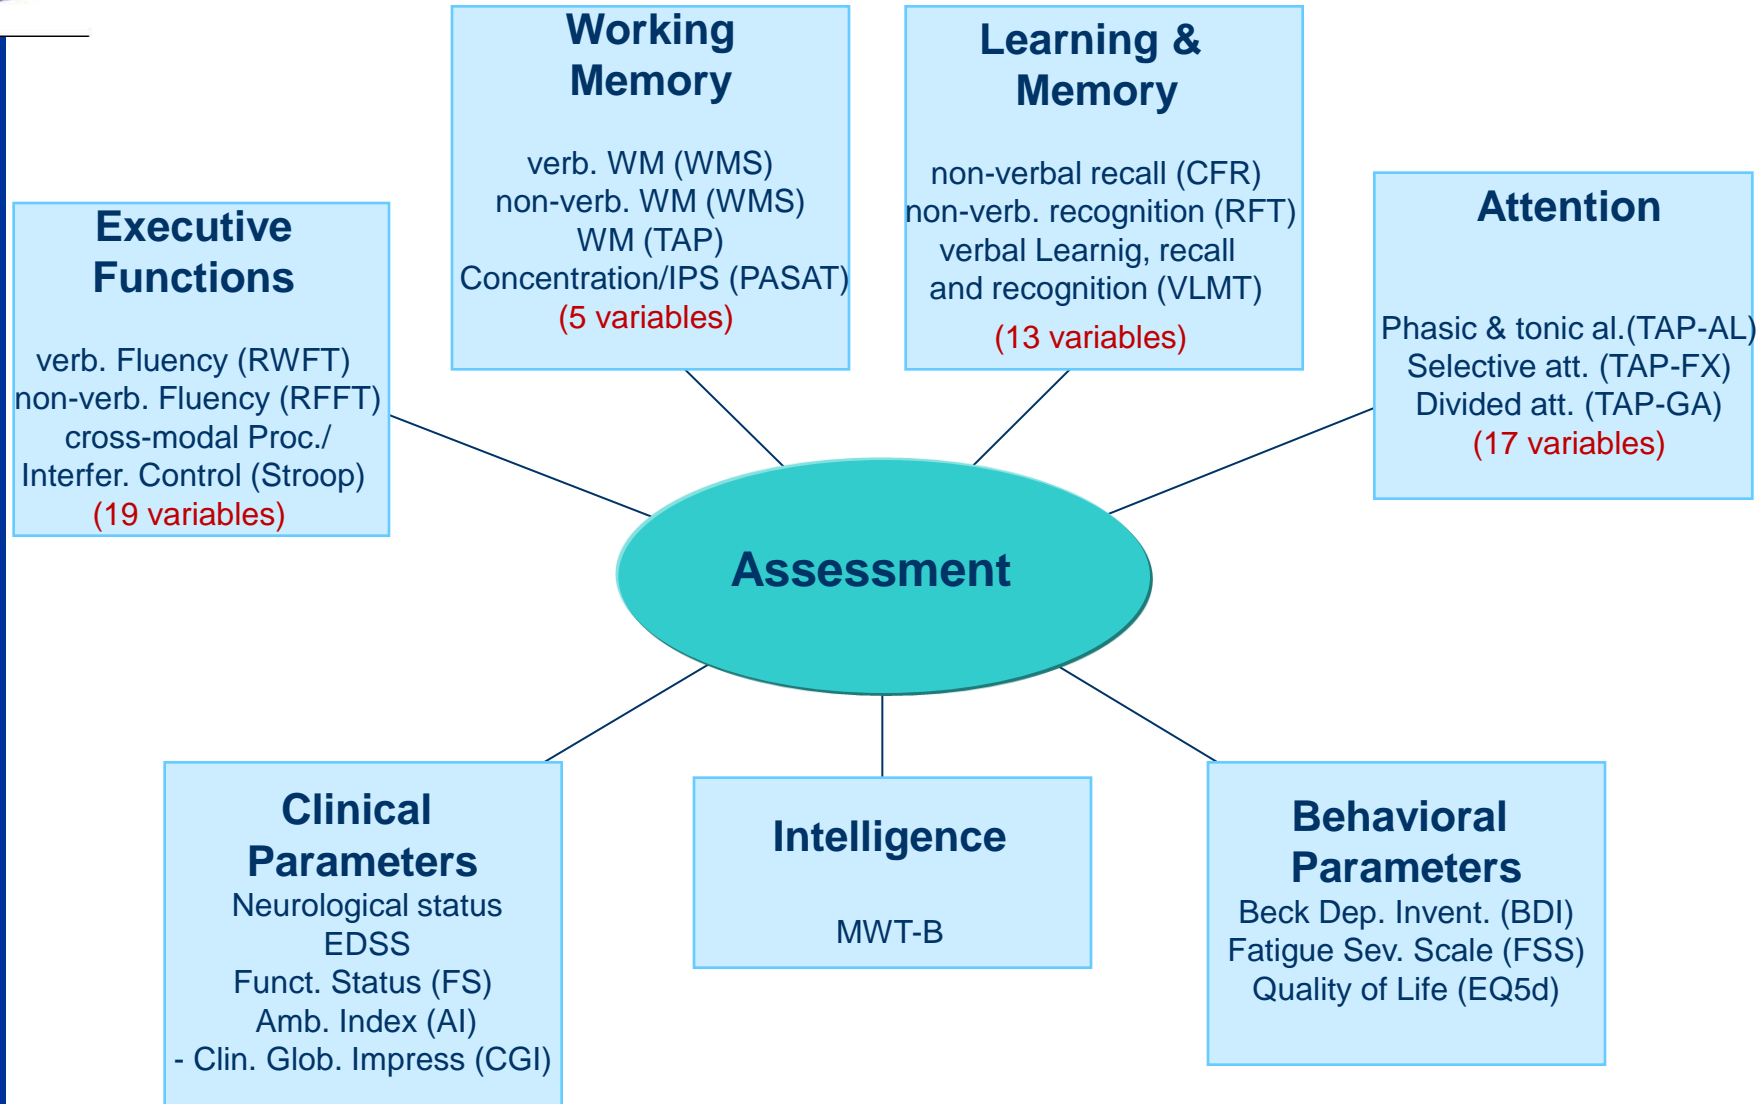 Working
Memory
verb. WM (WMS)
non-verb. WM (WMS)
WM (TAP)
Concentration/IPS (PASAT)
(5 variables)
Learning &
Memory
non-verbal recall (CFR)
non-verb. recognition (RFT)
verbal Learnig, recall
and recognition (VLMT)
(13 variables)
Executive
Functions
verb. Fluency (RWFT)
non-verb. Fluency (RFFT)
cross-modal Proc./
Interfer. Control (Stroop)
(19 variables)
Attention
Phasic & tonic al.(TAP-AL)
Selective att. (TAP-FX)
Divided att. (TAP-GA)
(17 variables)
Assessment
Clinical
Parameters
Neurological status
EDSS
Funct. Status (FS)
Amb. Index (AI)
- Clin. Glob. Impress (CGI)
Intelligence
MWT-B
Behavioral
Parameters
Beck Dep. Invent. (BDI)
Fatigue Sev. Scale (FSS)
Quality of Life (EQ5d)